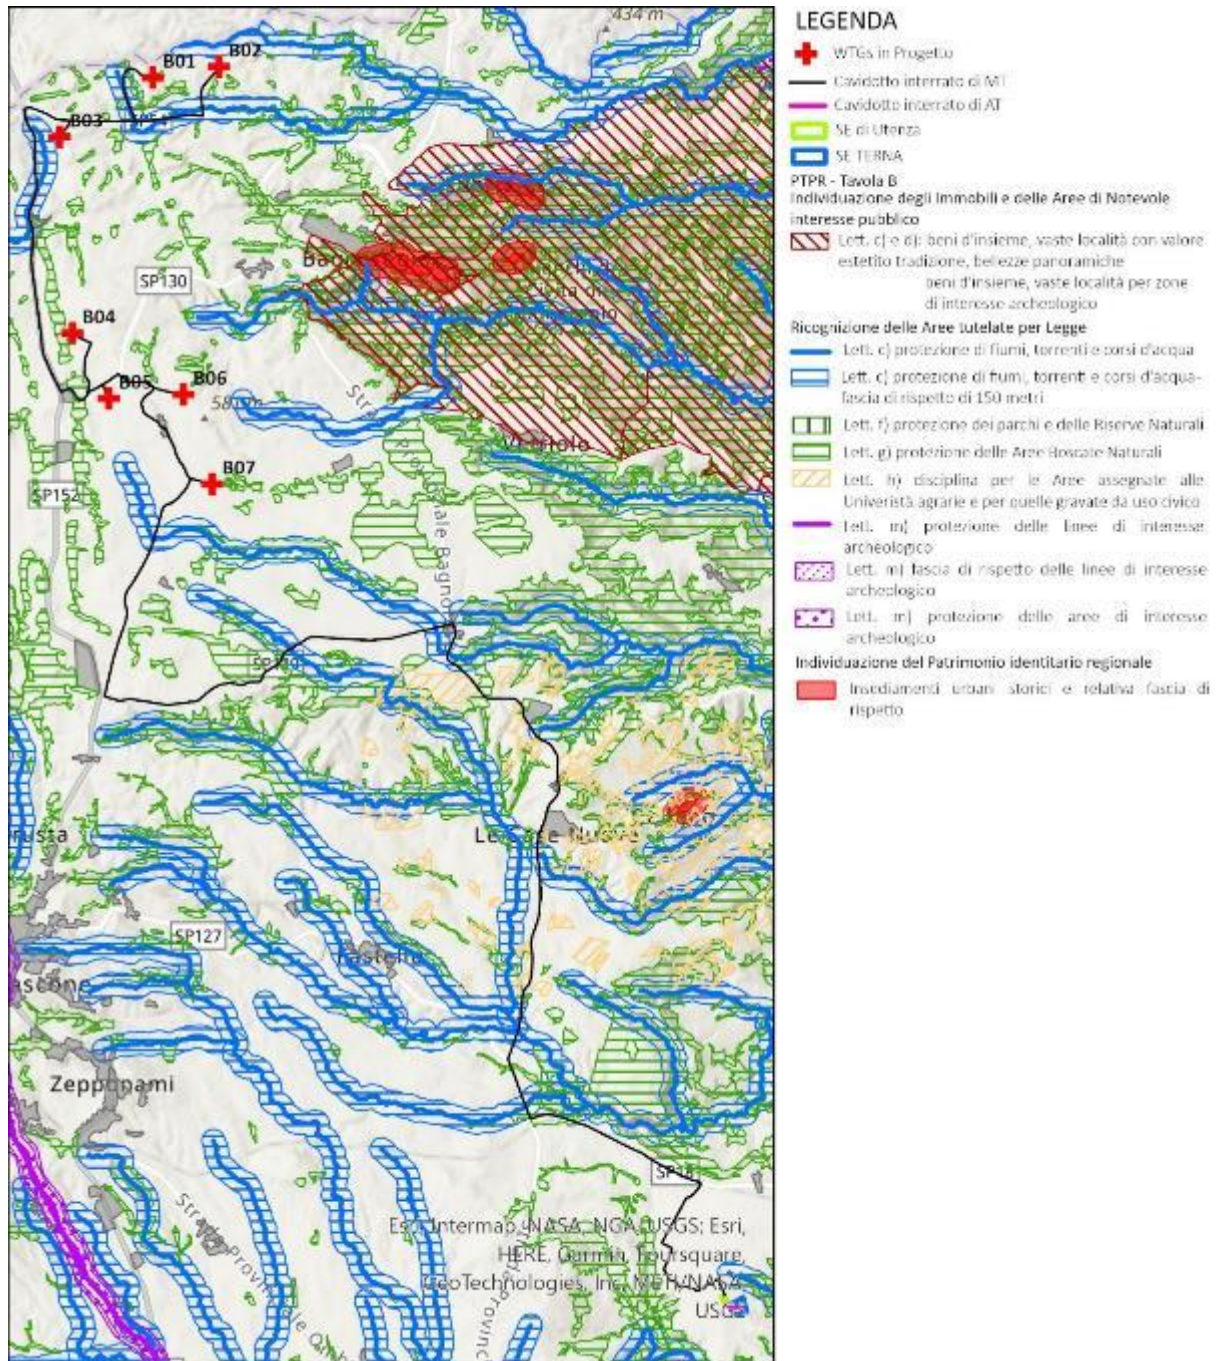 434 m
B01
B02
B03
SP130
B04
B05
B06
B07
SP152
Le Case Nuove
SP127
Fastello
Zepponami
Strada Provinciale
Esri, Intermap, NASA, NGA, USGS; Esri,
HERE, Garmin, Foursquare,
GeoTechnologies, Inc, METI/NASA,
USGS
LEGENDA
WTGs in Progetto
Cavidotto interrato di MT
Cavidotto interrato di AT
SE di Utenza
SE TERNA
PTPR - Tavola B
Individuazione degli Immobili e delle Aree di Notevole
interesse pubblico
Lett. c) e d): beni d'insieme, vaste località con valore
estetito tradizione, bellezze panoramiche
beni d'insieme, vaste località per zone
di interesse archeologico
Ricognizione delle Aree tutelate per Legge
Lett. c) protezione di fiumi, torrenti e corsi d'acqua
Lett. c) protezione di fiumi, torrenti e corsi d'acqua-
fascia di rispetto di 150 metri
Lett. f) protezione dei parchi e delle Riserve Naturali
Lett. g) protezione delle Aree Boscate Naturali
Lett. h) disciplina per le Aree assegnate alle
Univeristà agrarie e per quelle gravate da uso civico
Lett. m) protezione delle linee di interesse
archeologico
Lett. m) fascia di rispetto delle linee di interesse
archeologico
Lett. m) protezione delle aree di interesse
archeologico
Individuazione del Patrimonio identitario regionale
Insediamenti urbani storici e relativa fascia di
rispetto